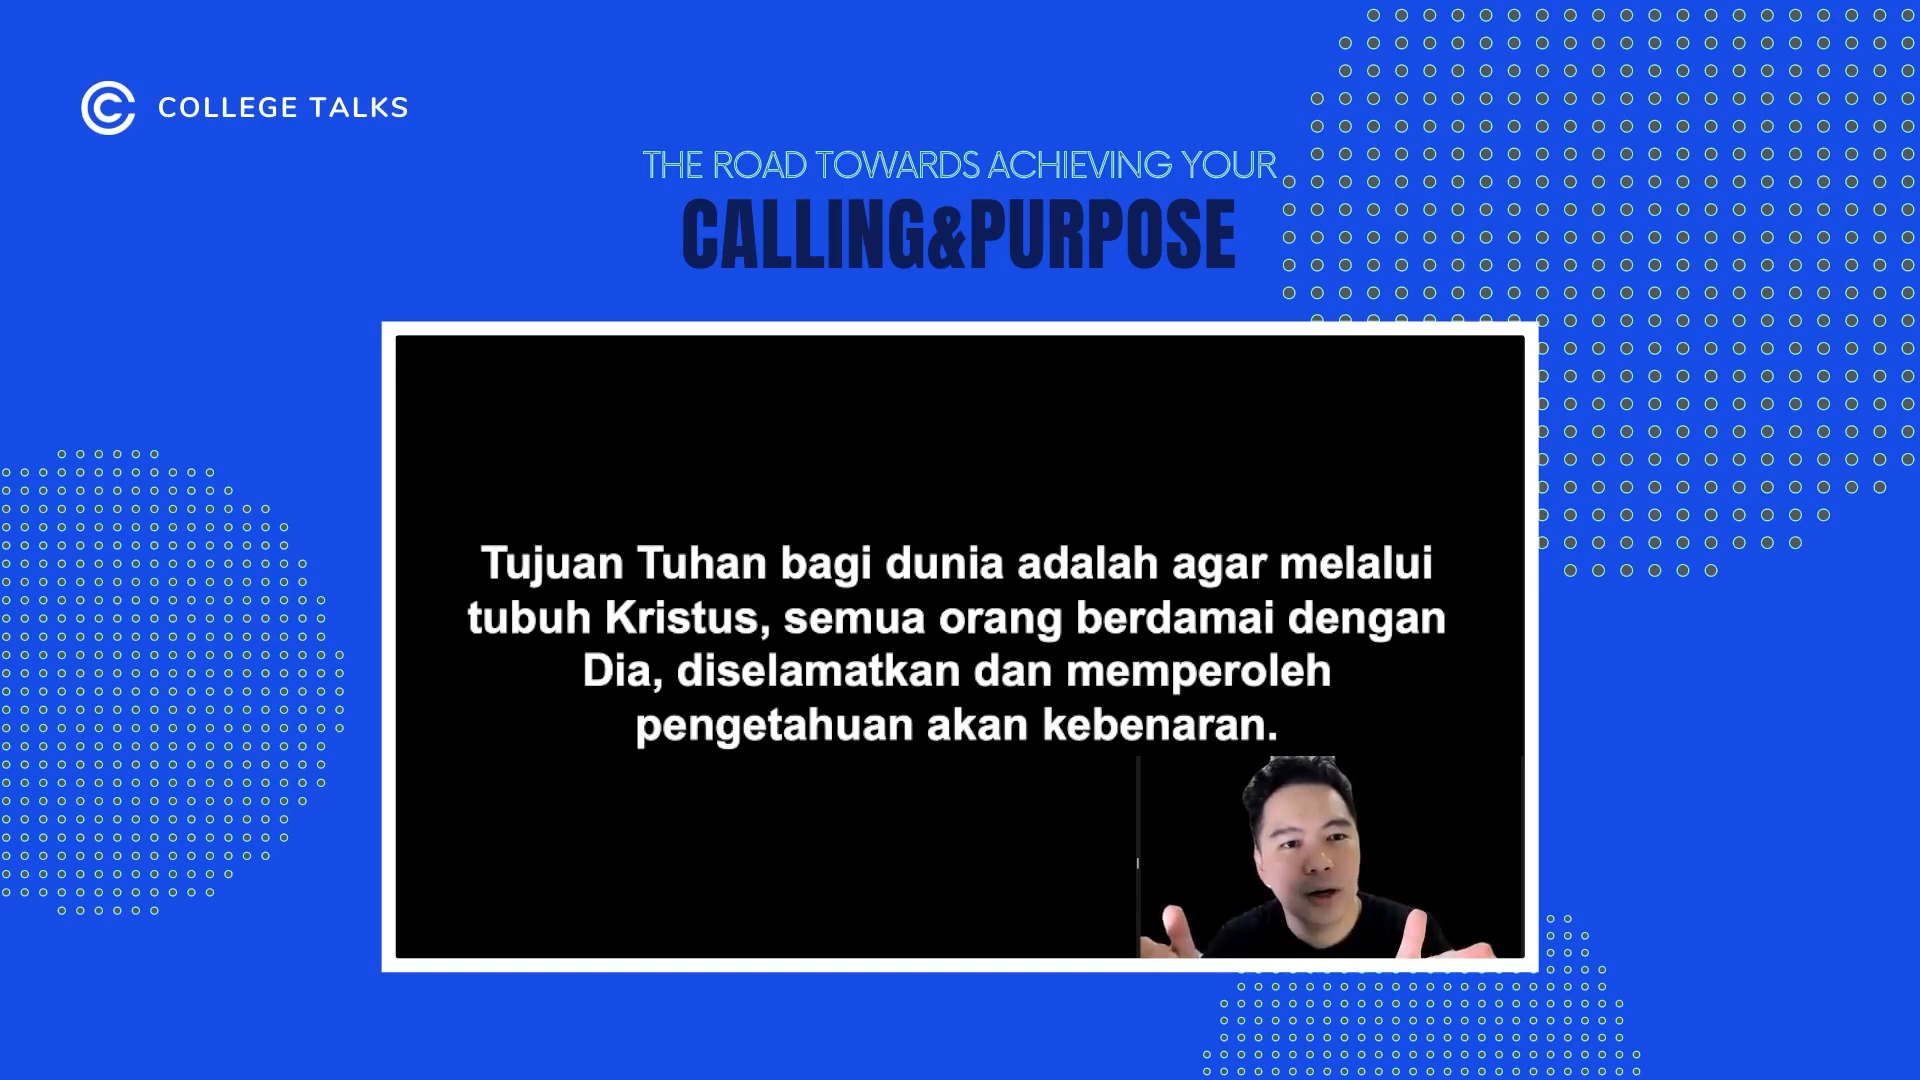 COLLEGE TALKS
THE ROAD TOWARDS ACHIEVING YOUR
CALLING&PURPOSE
Tujuan Tuhan bagi dunia adalah agar melalui
tubuh Kristus, semua orang berdamai dengan
Dia, diselamatkan dan memperoleh
pengetahuan akan kebenaran.